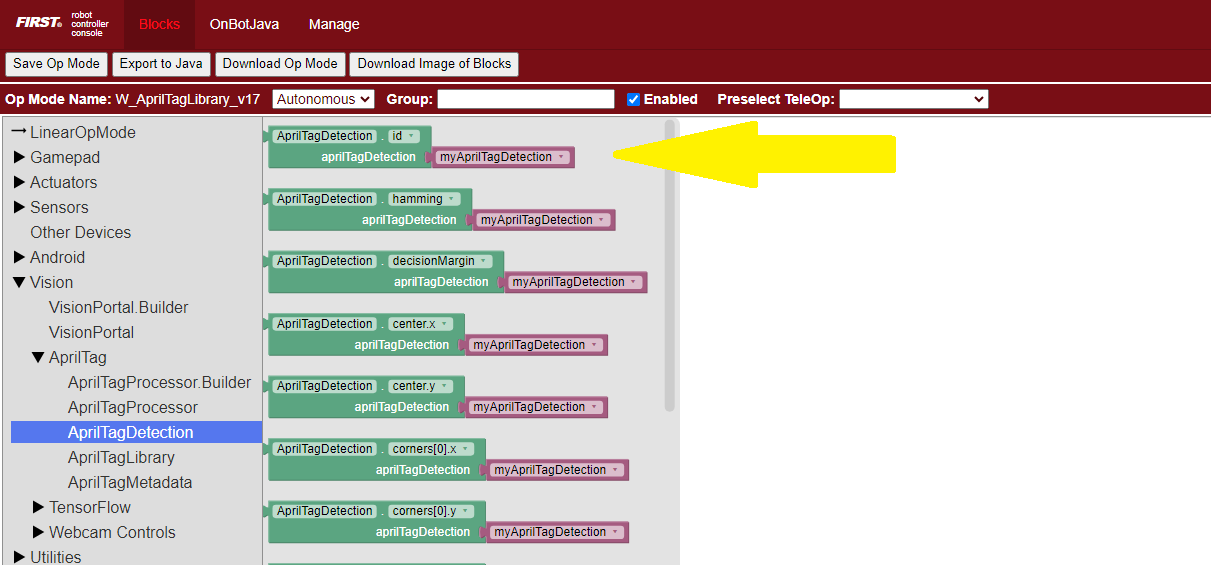 FIRST® robot controller console Blocks OnBotJava Manage
Save Op Mode Export to Java Download Op Mode Download Image of Blocks
Op Mode Name: W_AprilTagLibrary_v17 Autonomous Group: Enabled Preselect TeleOp:
LinearOpMode
Gamepad
Actuators
Sensors
Other Devices
Android
Vision
VisionPortal.Builder
VisionPortal
AprilTag
AprilTagProcessor.Builder
AprilTagProcessor
AprilTagDetection
AprilTagLibrary
AprilTagMetadata
TensorFlow
Webcam Controls
Utilities
AprilTagDetection . id
aprilTagDetection myAprilTagDetection
AprilTagDetection . hamming
aprilTagDetection myAprilTagDetection
AprilTagDetection . decisionMargin
aprilTagDetection myAprilTagDetection
AprilTagDetection . center.x
aprilTagDetection myAprilTagDetection
AprilTagDetection . center.y
aprilTagDetection myAprilTagDetection
AprilTagDetection . corners[0].x
aprilTagDetection myAprilTagDetection
AprilTagDetection . corners[0].y
aprilTagDetection myAprilTagDetection